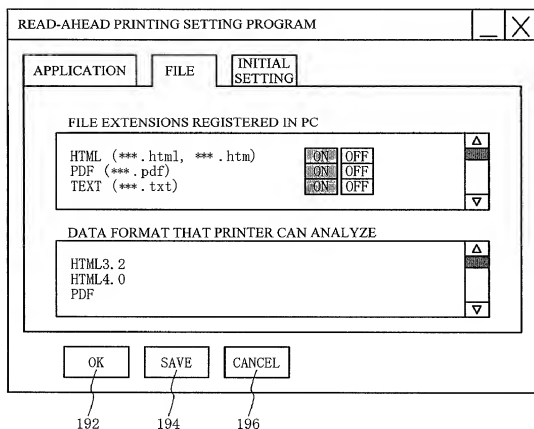 READ-AHEAD PRINTING SETTING PROGRAM
APPLICATION FILE INITIAL SETTING
FILE EXTENSIONS REGISTERED IN PC
HTML (***.html, ***.htm) ON OFF
PDF (***.pdf) ON OFF
TEXT (***.txt) ON OFF
DATA FORMAT THAT PRINTER CAN ANALYZE
HTML3.2
HTML4.0
PDF
OK SAVE CANCEL
192 194 196